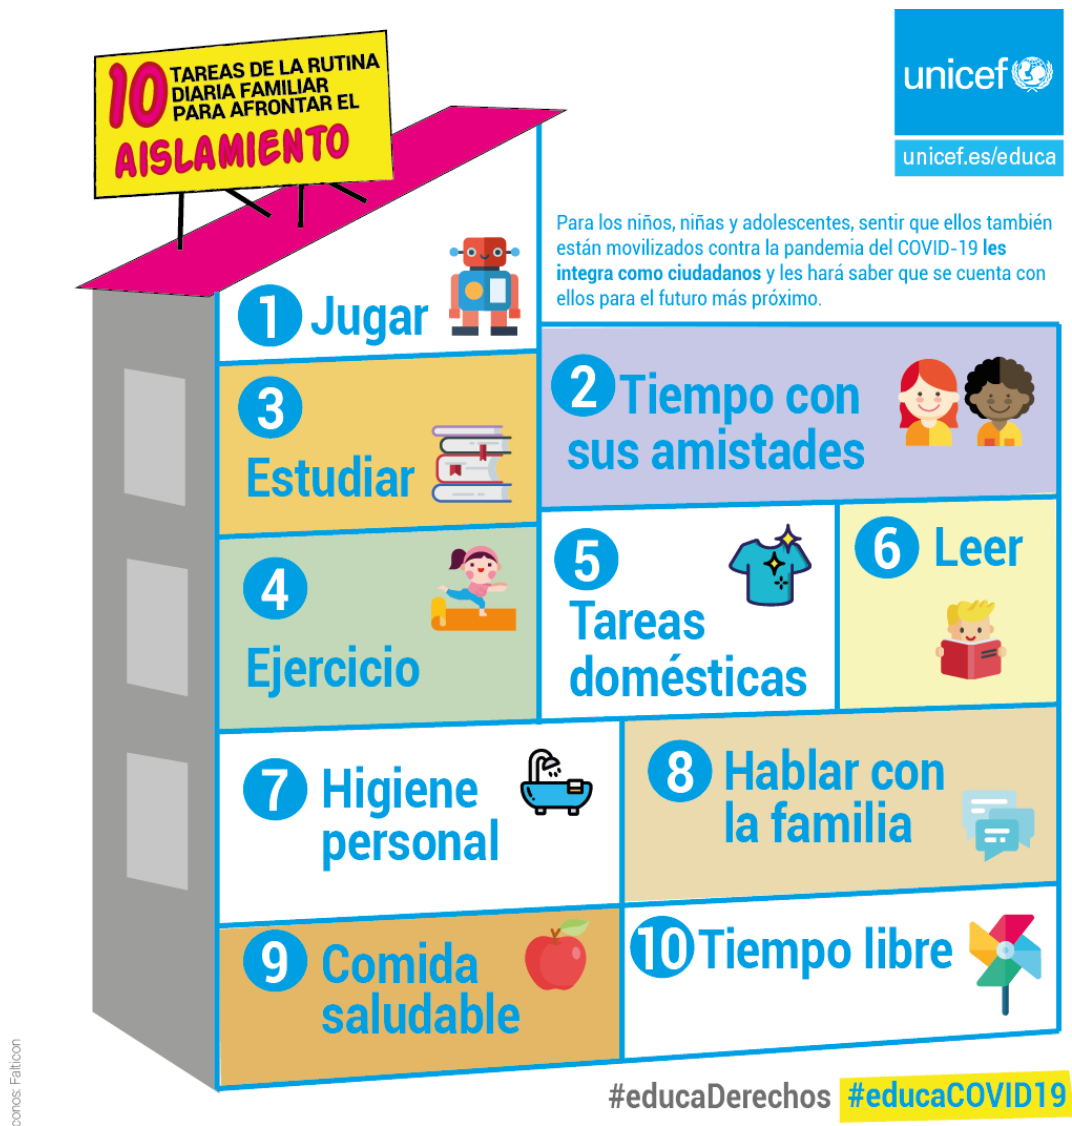 10 TAREAS DE LA RUTINA
DIARIA FAMILIAR
PARA AFRONTAR EL
AISLAMIENTO
unicef
unicef.es/educa
Para los niños, niñas y adolescentes, sentir que ellos también
están movilizados contra la pandemia del COVID-19 les
integra como ciudadanos y les hará saber que se cuenta con
ellos para el futuro más próximo.
1 Jugar
2 Tiempo con
sus amistades
3
Estudiar
4
Ejercicio
5
Tareas
domésticas
6 Leer
7 Higiene
personal
8 Hablar con
la familia
9 Comida
saludable
10 Tiempo libre
#educaDerechos #educaCOVID19
conos: Falticon